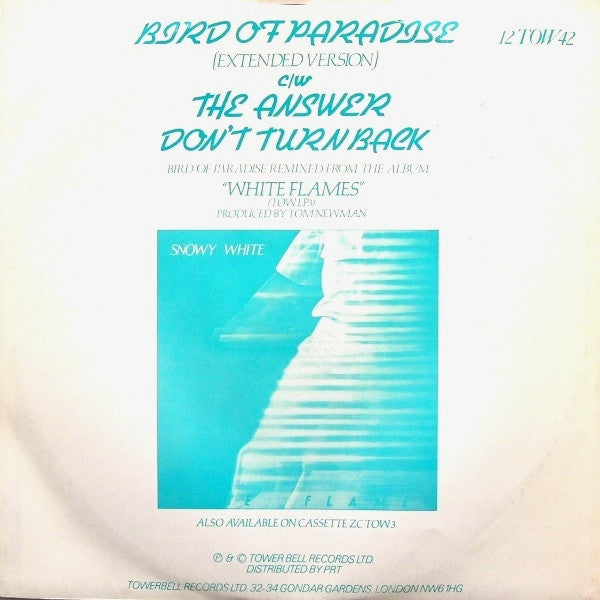 BIRD OF PARADISE
12 TOW 42
(EXTENDED VERSION)
c/w
THE ANSWER
DON'T TURN BACK
BIRD OF PARADISE REMIXED FROM THE ALBUM
"WHITE FLAMES"
(TOW LP3)
PRODUCED BY TOM NEWMAN
SNOWY WHITE
TE FLAME
ALSO AVAILABLE ON CASSETTE ZC TOW 3
℗ & © TOWER BELL RECORDS LTD.
DISTRIBUTED BY PRT
TOWERBELL RECORDS LTD. 32-34 GONDAR GARDENS, LONDON NW6 1HG